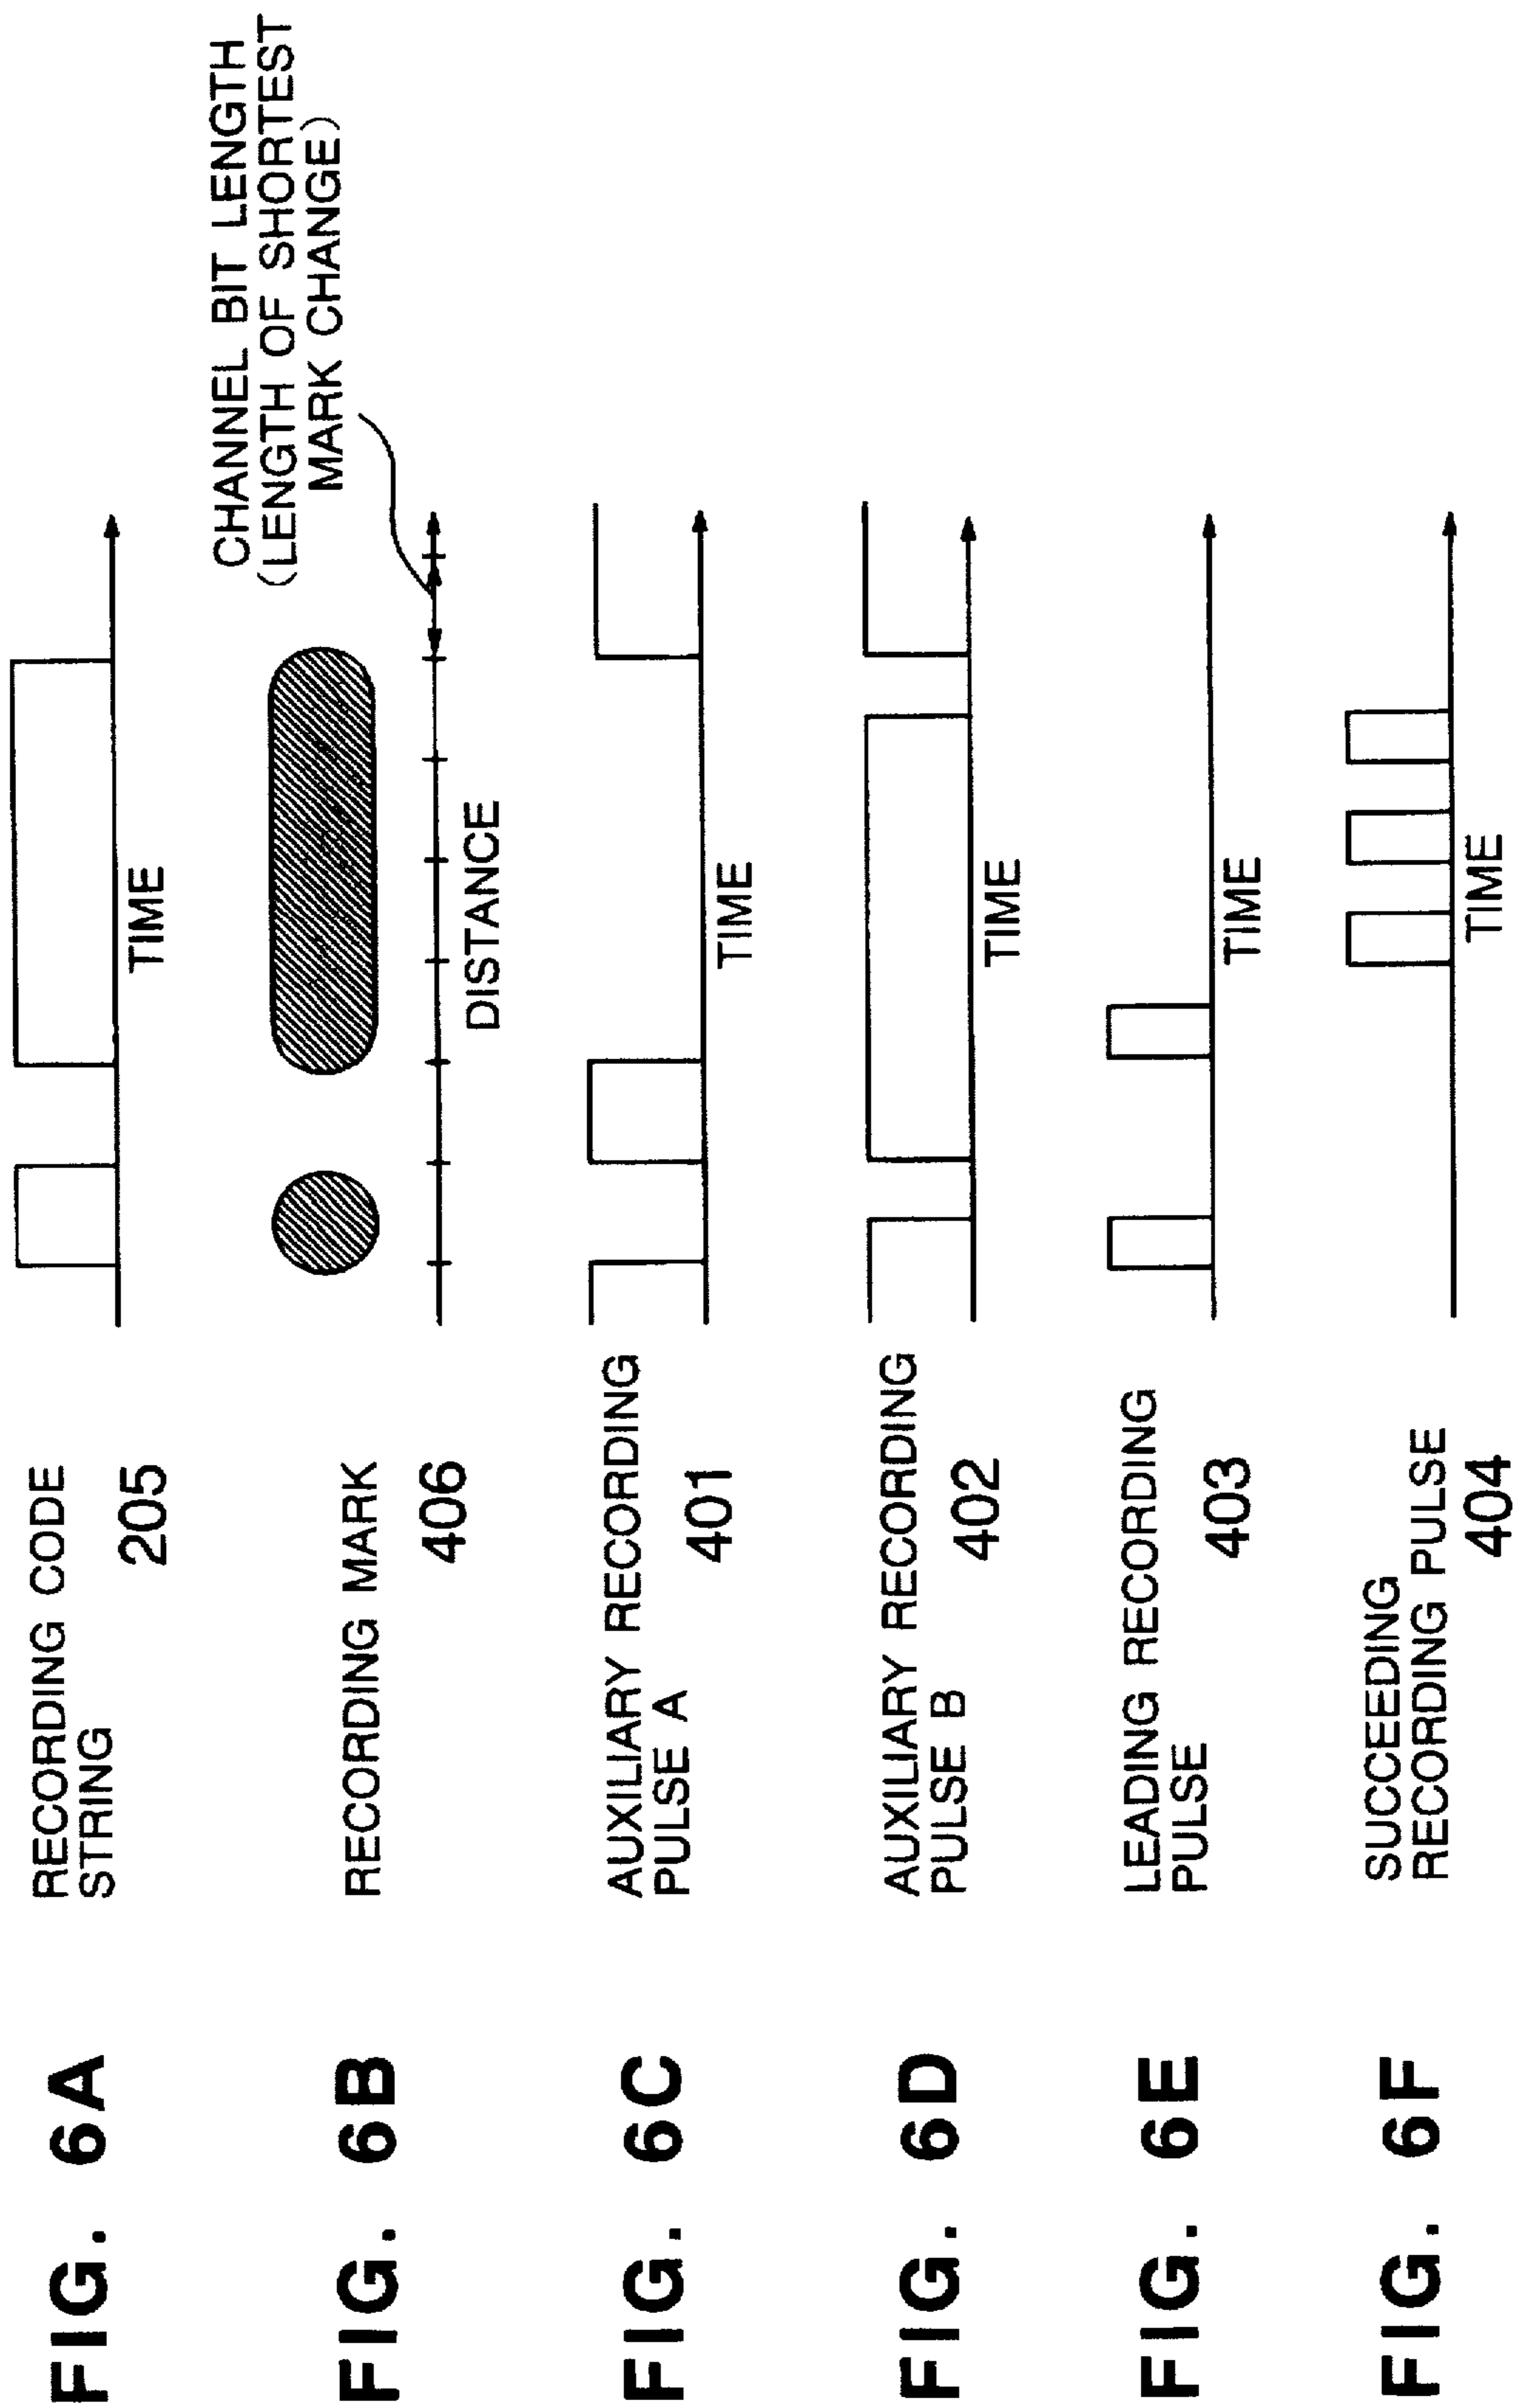 FIG. 6A
RECORDING CODE
STRING
205
TIME
FIG. 6B
RECORDING MARK
406
CHANNEL BIT LENGTH
(LENGTH OF SHORTEST
MARK CHANGE)
DISTANCE
FIG. 6C
AUXILIARY RECORDING
PULSE A
401
TIME
FIG. 6D
AUXILIARY RECORDING
PULSE B
402
TIME
FIG. 6E
LEADING RECORDING
PULSE
403
TIME
FIG. 6F
SUCCEEDING
RECORDING PULSE
404
TIME